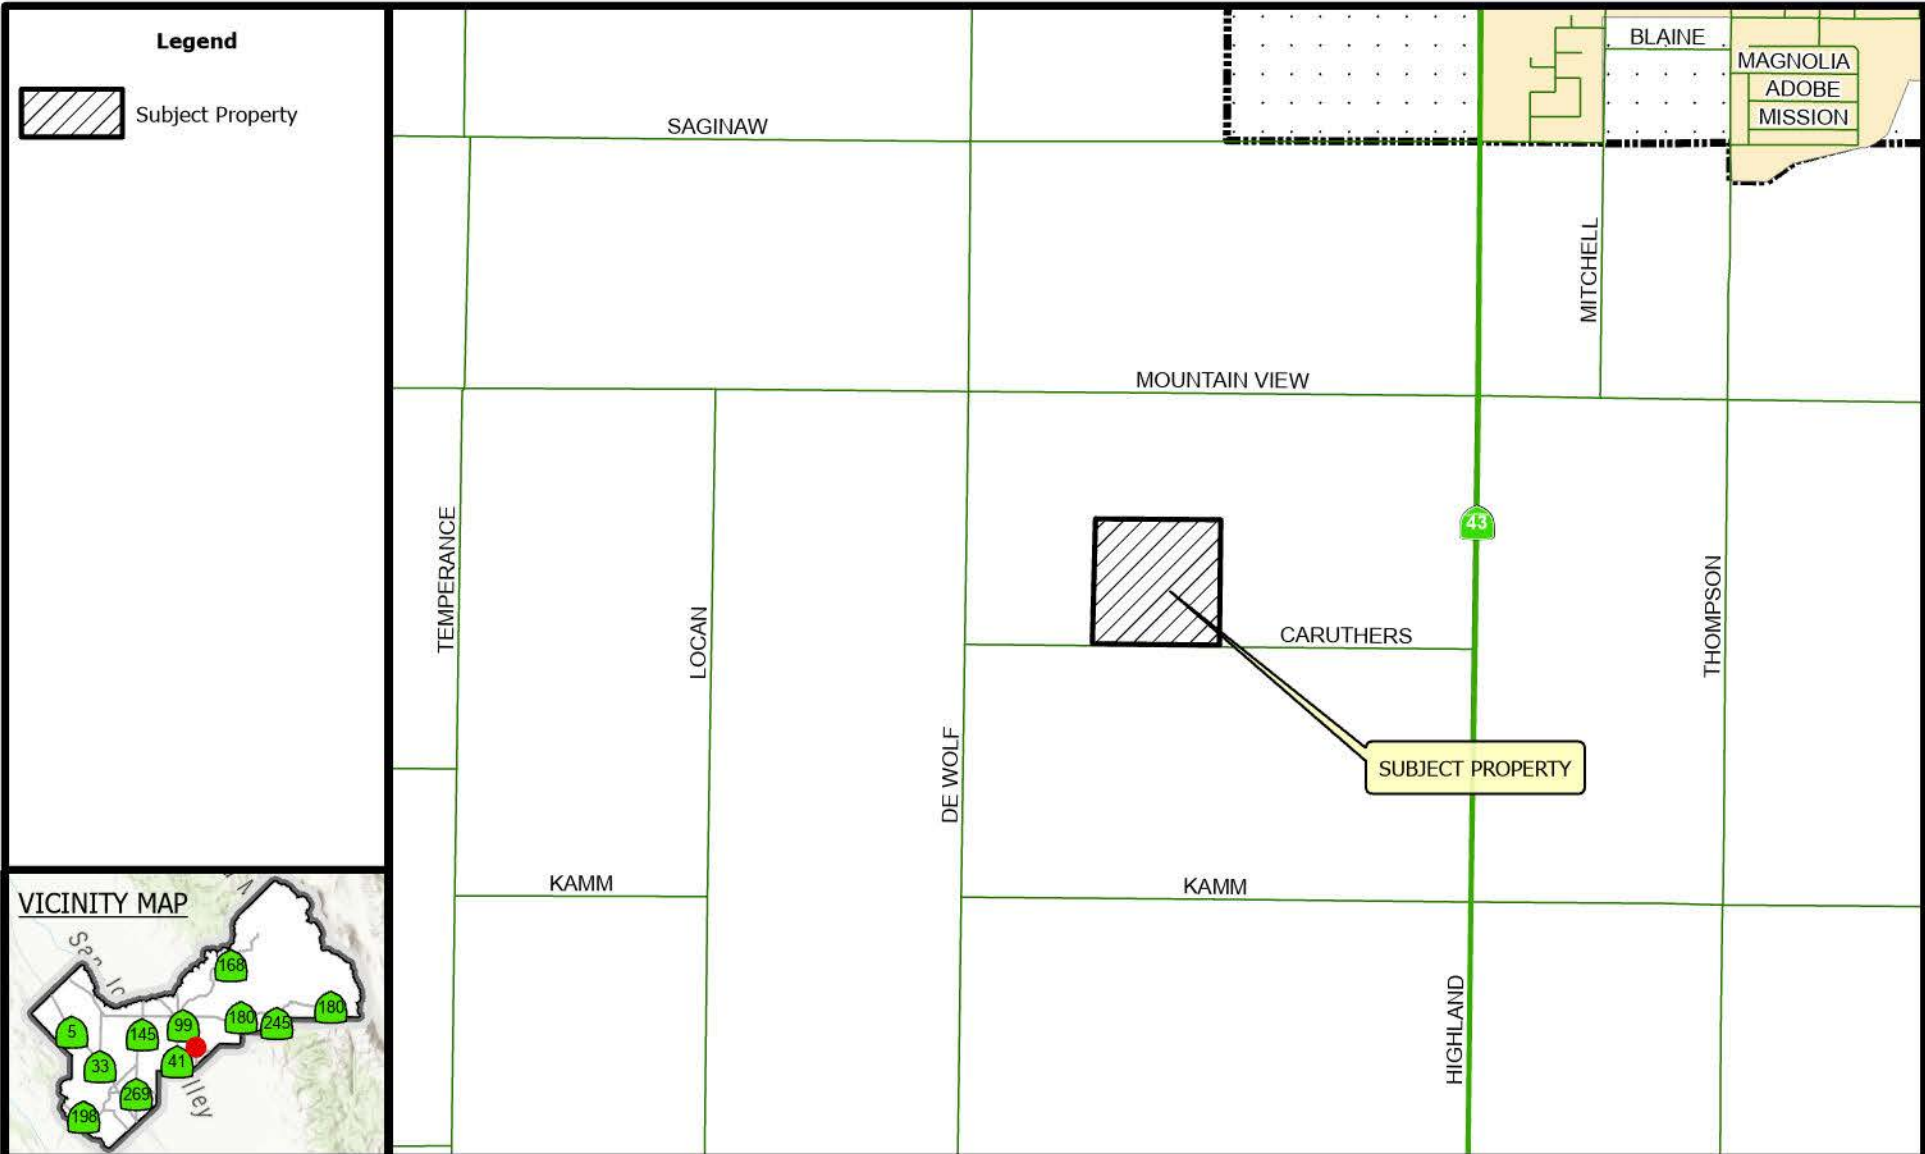 Legend
Subject Property
BLAINE
MAGNOLIA
ADOBE
MISSION
SAGINAW
MITCHELL
MOUNTAIN VIEW
43
TEMPERANCE
LOCAN
THOMPSON
CARUTHERS
DE WOLF
SUBJECT PROPERTY
KAMM
KAMM
HIGHLAND
VICINITY MAP
168
180
180
245
99
145
5
33
41
269
198
lley